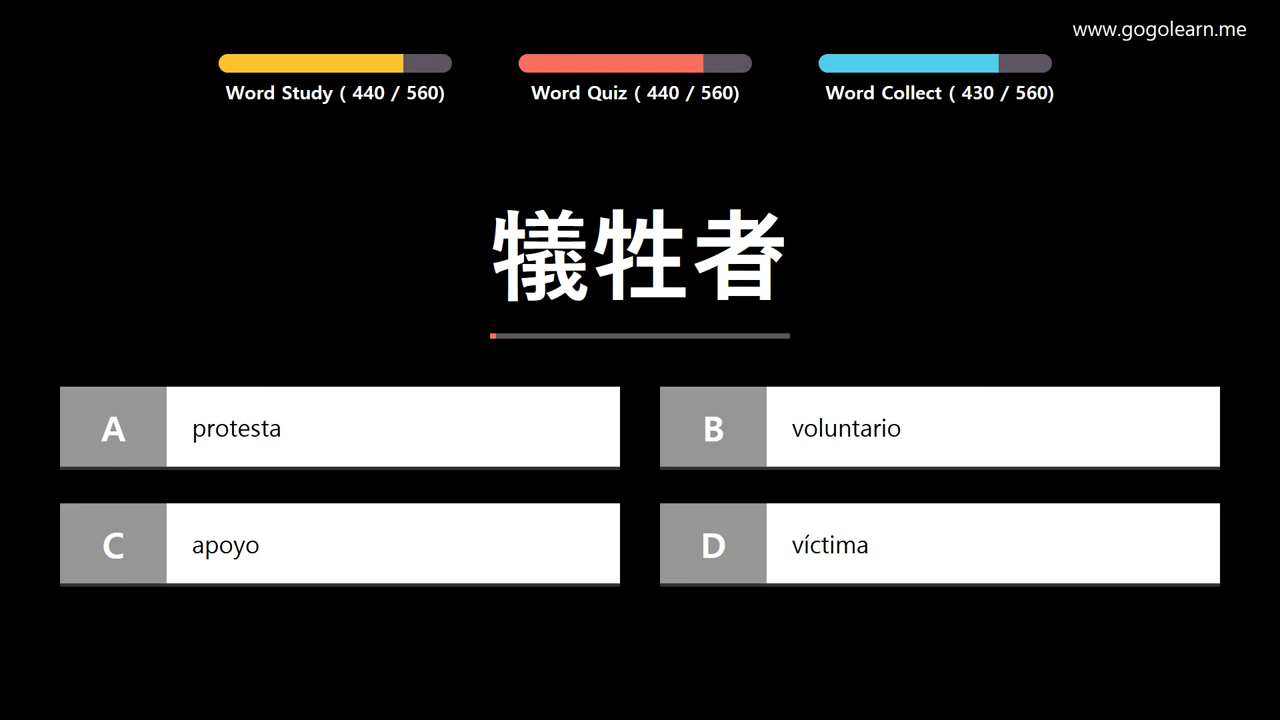 www.gogolearn.me
Word Study ( 440 / 560)
Word Quiz ( 440 / 560)
Word Collect ( 430 / 560)
犠牲者
A protesta
B voluntario
C apoyo
D víctima